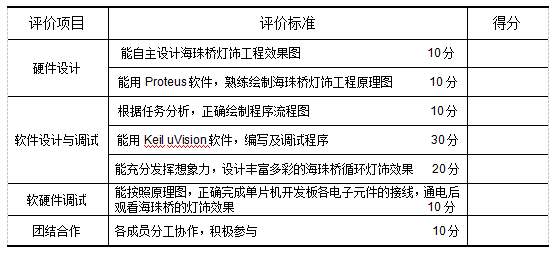 评价项目 评价标准 得分
能自主设计海珠桥灯饰工程效果图 10分
硬件设计
能用 Proteus 软件，熟练绘制海珠桥灯饰工程原理图 10分
根据任务分析，正确绘制程序流程图 10分
软件设计与调试 能用 Keil uVision 软件，编写及调试程序 30分
能充分发挥想象力，设计丰富多彩的海珠桥循环灯饰效果 20分
软硬件调试 能按照原理图，正确完成单片机开发板各电子元件的接线，通电后
观看海珠桥的灯饰效果 10分
团结合作 各成员分工协作，积极参与 10分